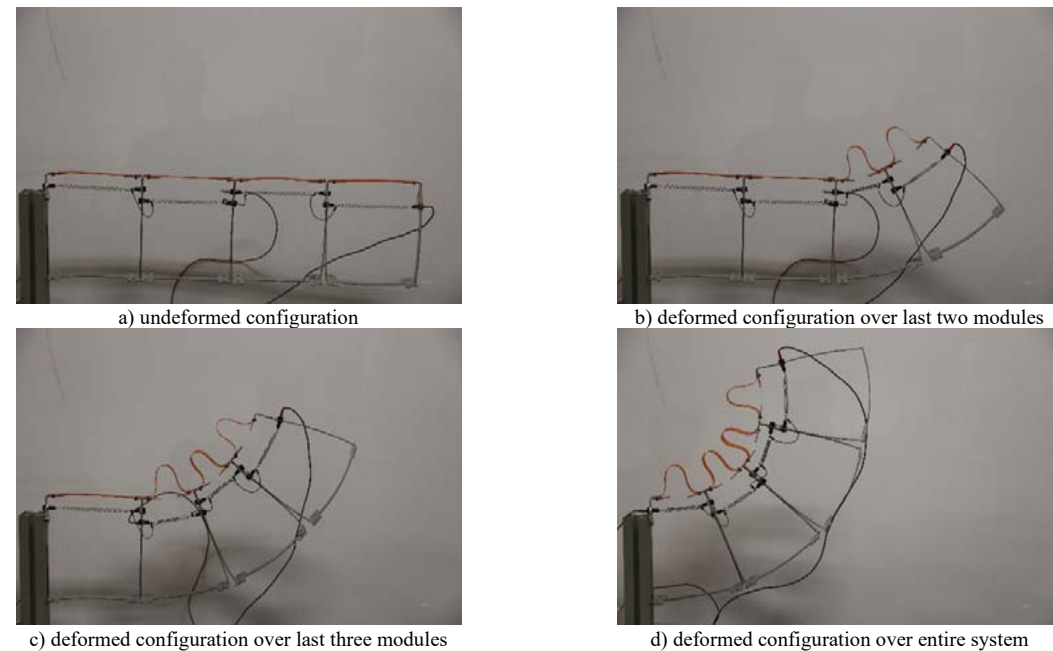 a) undeformed configuration
b) deformed configuration over last two modules
c) deformed configuration over last three modules
d) deformed configuration over entire system